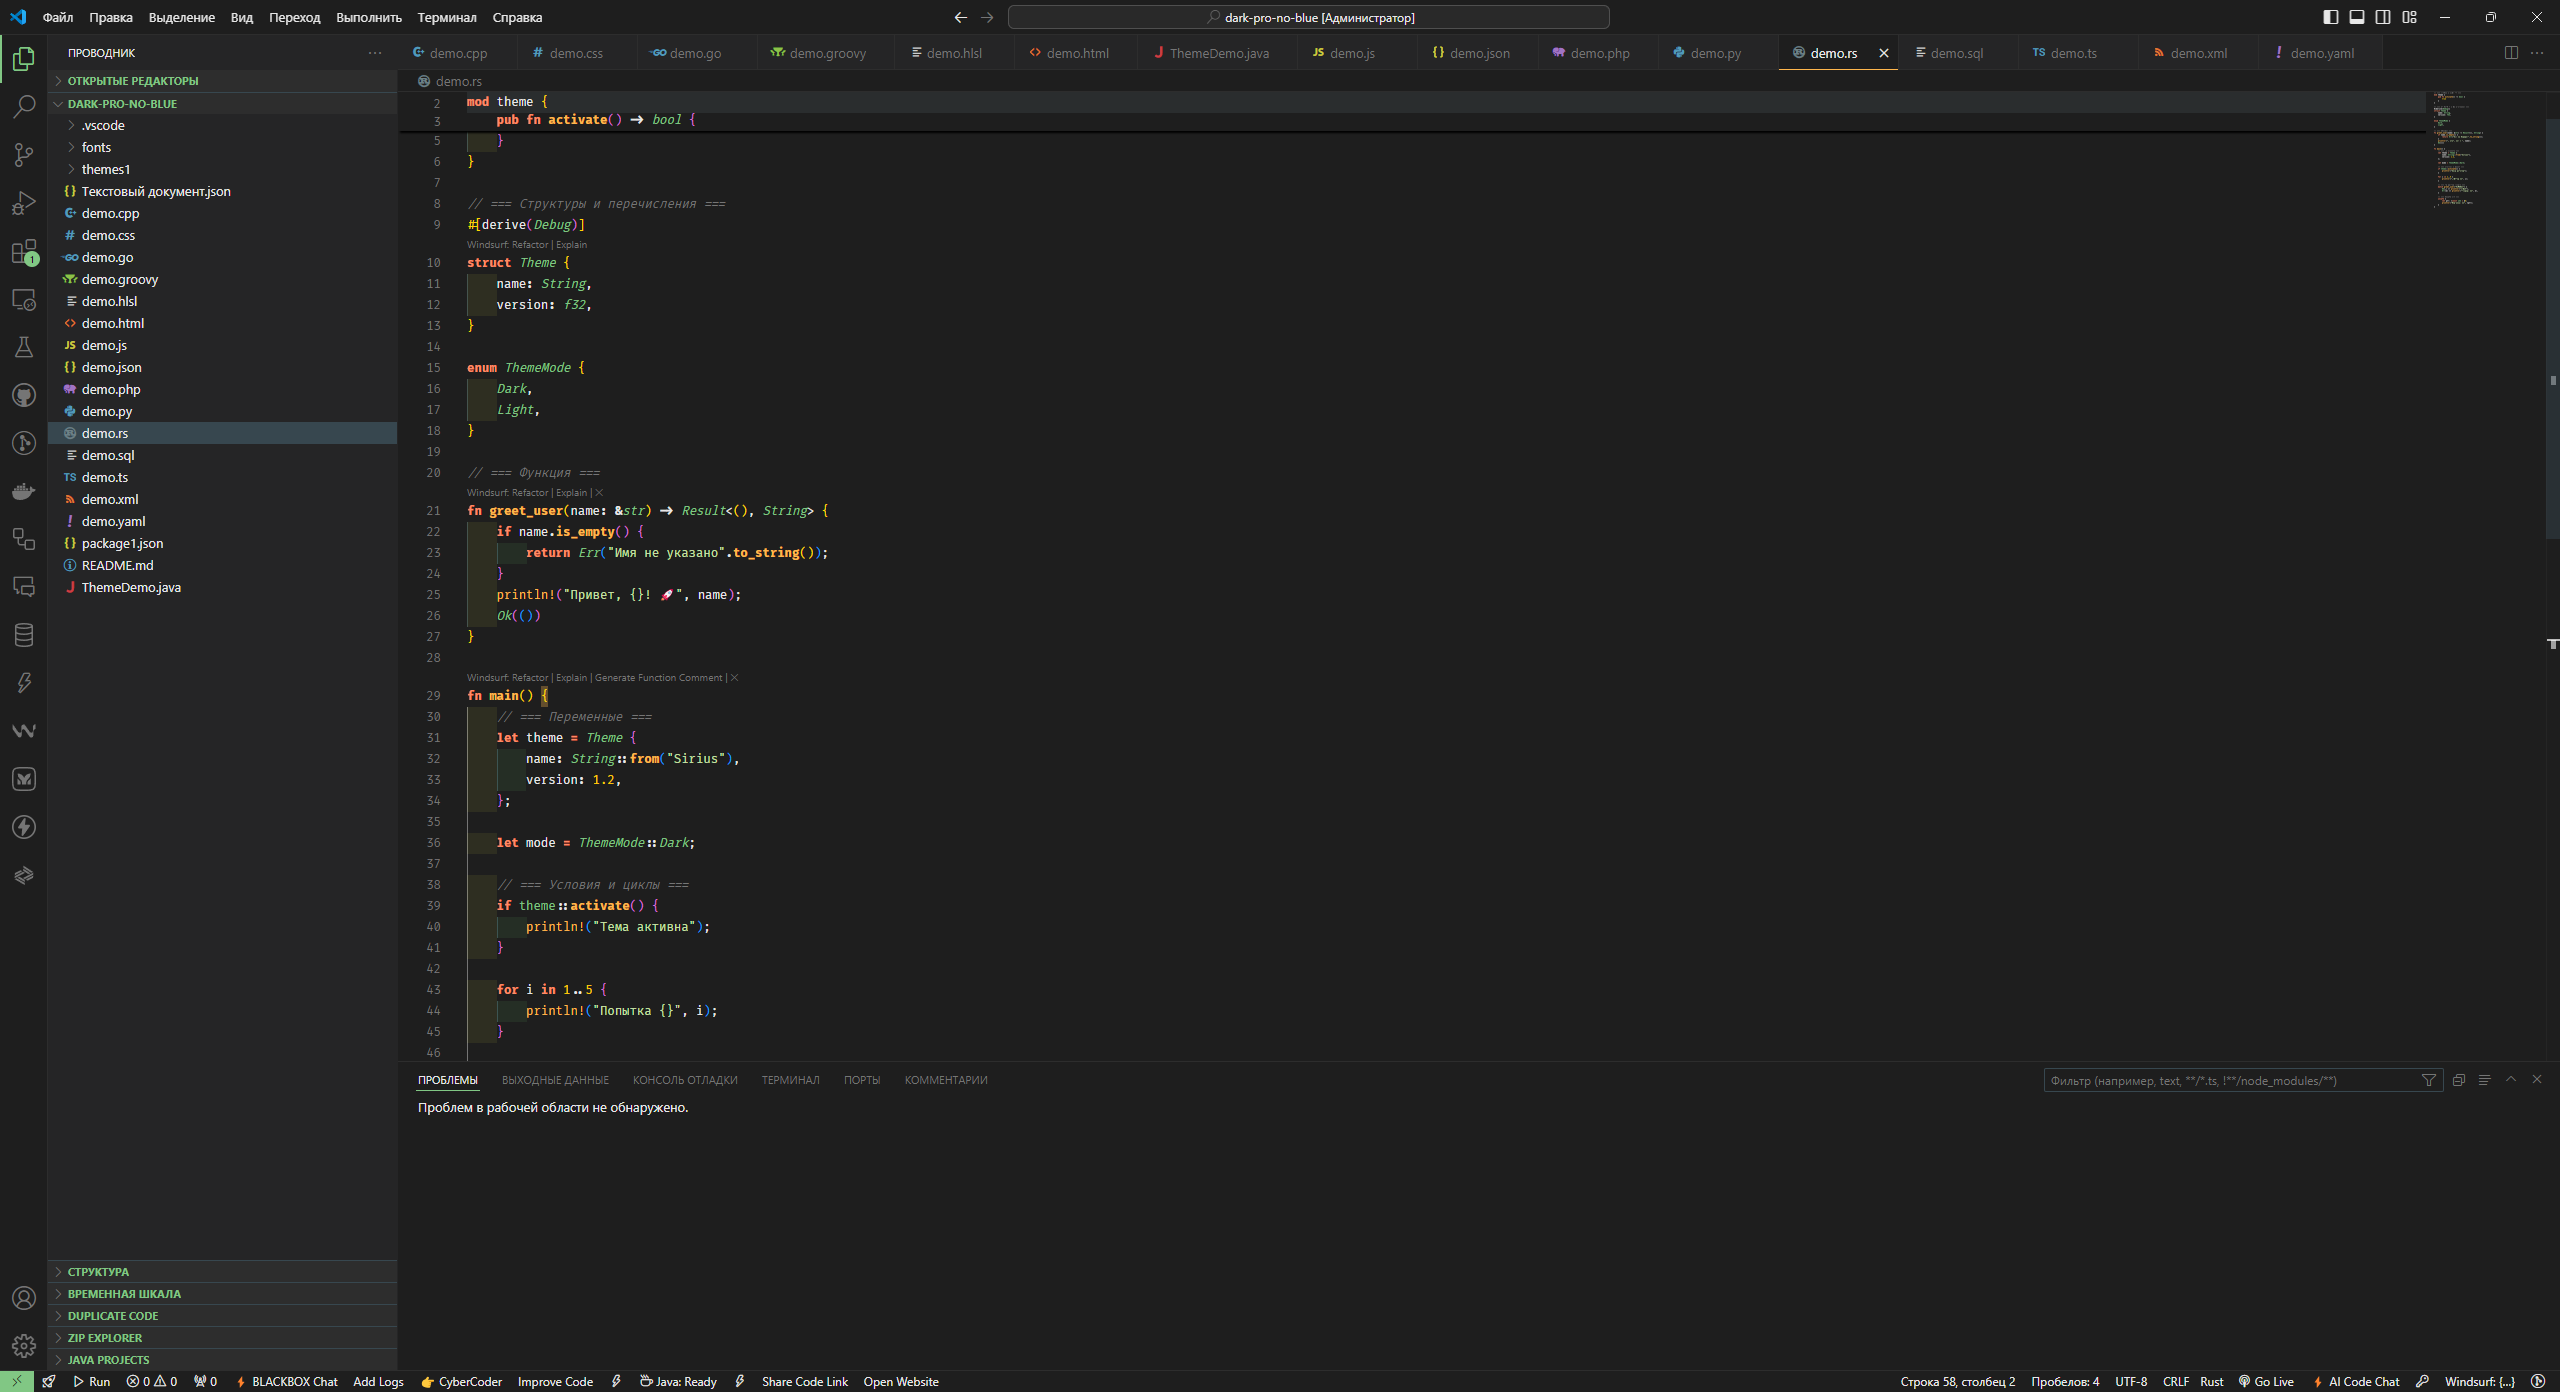 Файл Правка Выделение Вид Переход Выполнить Терминал Справка
dark-pro-no-blue [Администратор]
ПРОВОДНИК
ОТКРЫТЫЕ РЕДАКТОРЫ
DARK-PRO-NO-BLUE
.vscode
fonts
themes1
Текстовый документ.json
demo.cpp
demo.css
demo.go
demo.groovy
demo.hlsl
demo.html
demo.js
demo.json
demo.php
demo.py
demo.rs
demo.sql
demo.ts
demo.xml
demo.yaml
package1.json
README.md
ThemeDemo.java
СТРУКТУРА
ВРЕМЕННАЯ ШКАЛА
DUPLICATE CODE
ZIP EXPLORER
JAVA PROJECTS
demo.cpp demo.css demo.go demo.groovy demo.hlsl demo.html ThemeDemo.java demo.js demo.json demo.php demo.py demo.rs demo.sql demo.ts demo.xml demo.yaml
demo.rs
2 mod theme {
3 pub fn activate() -> bool {
5 }
6 }
7
8 // === Структуры и перечисления ===
9 #[derive(Debug)]
Windsurf: Refactor | Explain
10 struct Theme {
11 name: String,
12 version: f32,
13 }
14
15 enum ThemeMode {
16 Dark,
17 Light,
18 }
19
20 // === Функция ===
Windsurf: Refactor | Explain | ×
21 fn greet_user(name: &str) -> Result<(), String> {
22 if name.is_empty() {
23 return Err("Имя не указано".to_string());
24 }
25 println!("Привет, {}! 🚀", name);
26 Ok(())
27 }
28
Windsurf: Refactor | Explain | Generate Function Comment | ×
29 fn main() {
30 // === Переменные ===
31 let theme = Theme {
32 name: String::from("Sirius"),
33 version: 1.2,
34 };
35
36 let mode = ThemeMode::Dark;
37
38 // === Условия и циклы ===
39 if theme::activate() {
40 println!("Тема активна");
41 }
42
43 for i in 1..5 {
44 println!("Попытка {}", i);
45 }
46
ПРОБЛЕМЫ ВЫХОДНЫЕ ДАННЫЕ КОНСОЛЬ ОТЛАДКИ ТЕРМИНАЛ ПОРТЫ КОММЕНТАРИИ
Фильтр (например, text, **/*.ts, !**/node_modules/**)
Проблем в рабочей области не обнаружено.
Run 0 0 0 BLACKBOX Chat Add Logs CyberCoder Improve Code Java: Ready Share Code Link Open Website
Строка 58, столбец 2 Пробелов: 4 UTF-8 CRLF Rust Go Live AI Code Chat Windsurf: {...}